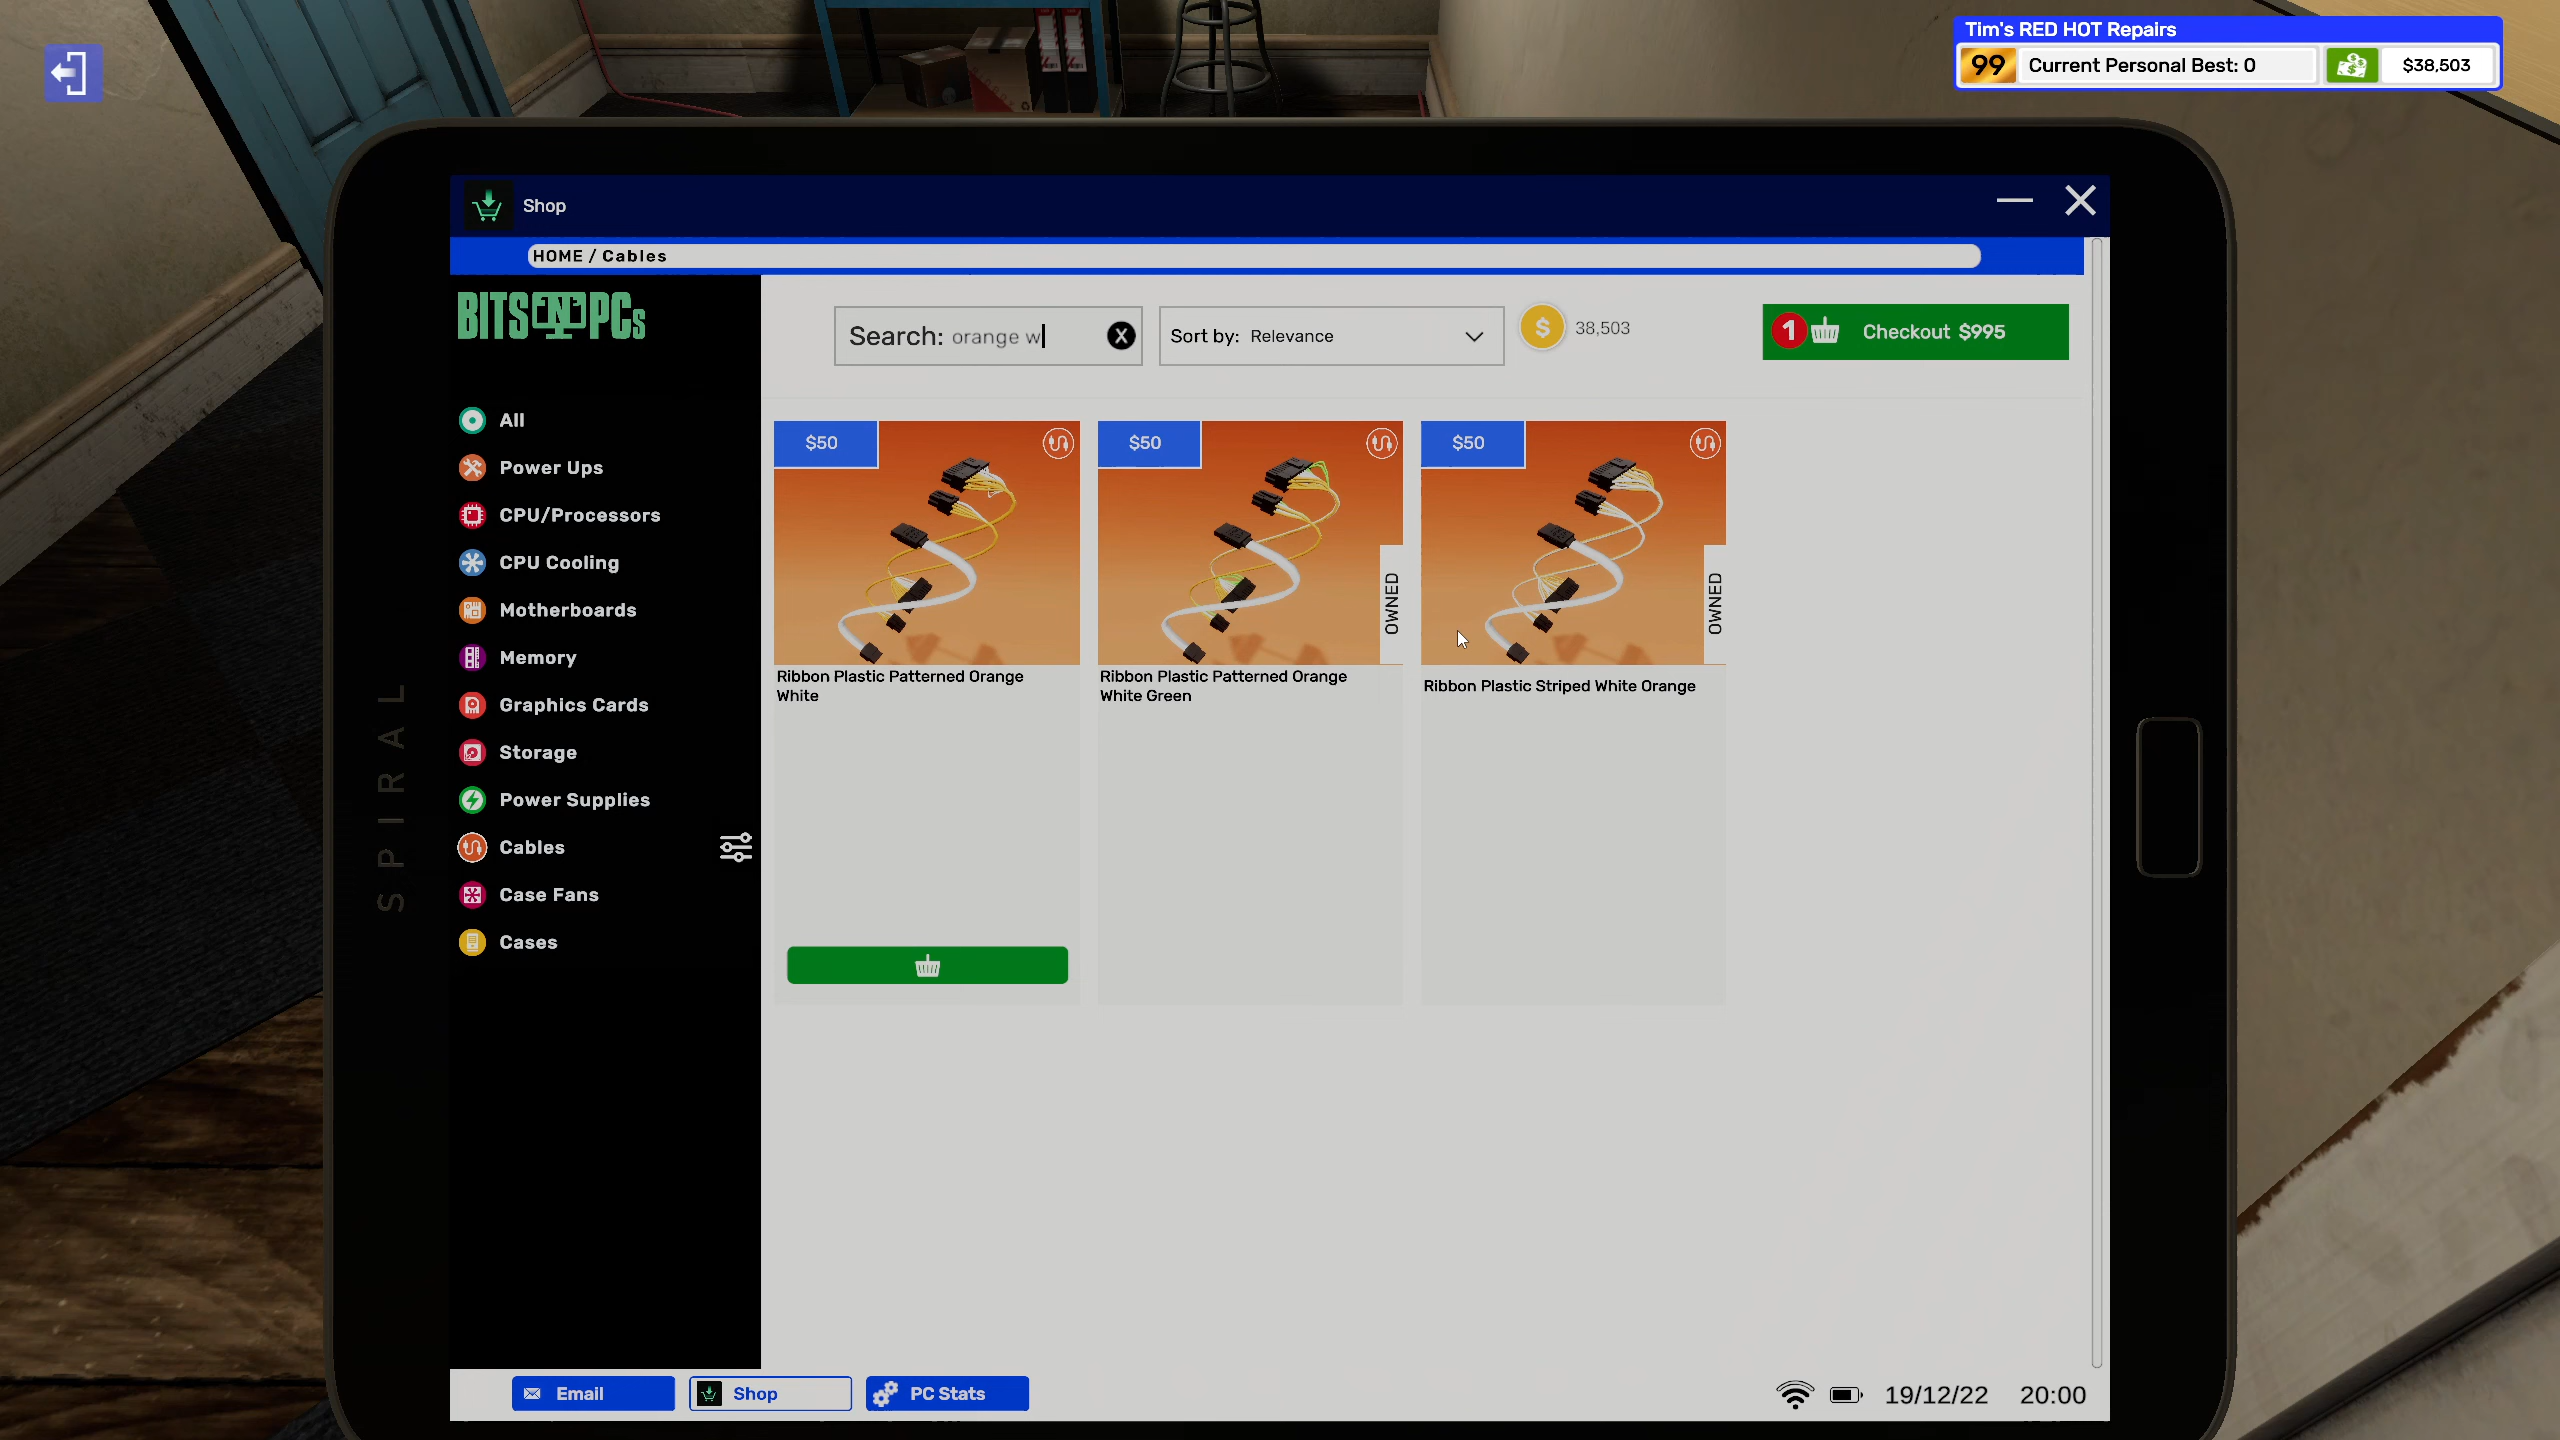 Tim's RED HOT Repairs
99 Current Personal Best: 0 $38,503
Shop
HOME / Cables
BITSENPCs
Search: orange w X
Sort by: Relevance
$ 38,503
1 Checkout $995
All
Power Ups
CPU/Processors
CPU Cooling
Motherboards
Memory
Graphics Cards
Storage
Power Supplies
Cables
Case Fans
Cases
$50
Ribbon Plastic Patterned Orange
White
$50
OWNED
Ribbon Plastic Patterned Orange
White Green
$50
OWNED
Ribbon Plastic Striped White Orange
SPIRAL
Email
Shop
PC Stats
19/12/22 20:00